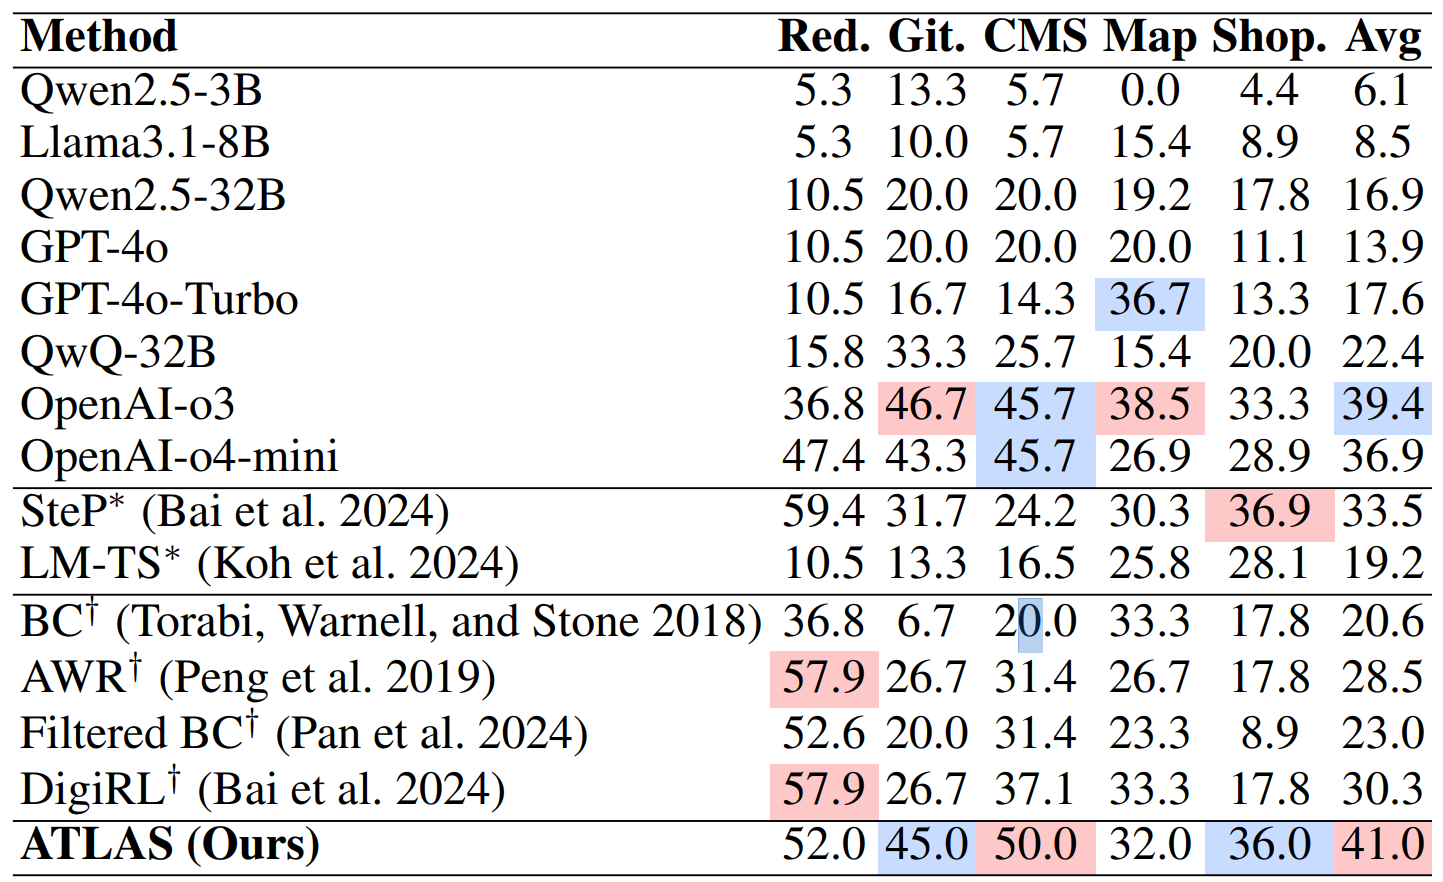 Method Red. Git. CMS Map Shop. Avg
Qwen2.5-3B 5.3 13.3 5.7 0.0 4.4 6.1
Llama3.1-8B 5.3 10.0 5.7 15.4 8.9 8.5
Qwen2.5-32B 10.5 20.0 20.0 19.2 17.8 16.9
GPT-4o 10.5 20.0 20.0 20.0 11.1 13.9
GPT-4o-Turbo 10.5 16.7 14.3 36.7 13.3 17.6
QwQ-32B 15.8 33.3 25.7 15.4 20.0 22.4
OpenAI-o3 36.8 46.7 45.7 38.5 33.3 39.4
OpenAI-o4-mini 47.4 43.3 45.7 26.9 28.9 36.9
SteP* (Bai et al. 2024) 59.4 31.7 24.2 30.3 36.9 33.5
LM-TS* (Koh et al. 2024) 10.5 13.3 16.5 25.8 28.1 19.2
BC† (Torabi, Warnell, and Stone 2018) 36.8 6.7 20.0 33.3 17.8 20.6
AWR† (Peng et al. 2019) 57.9 26.7 31.4 26.7 17.8 28.5
Filtered BC† (Pan et al. 2024) 52.6 20.0 31.4 23.3 8.9 23.0
DigiRL† (Bai et al. 2024) 57.9 26.7 37.1 33.3 17.8 30.3
ATLAS (Ours) 52.0 45.0 50.0 32.0 36.0 41.0